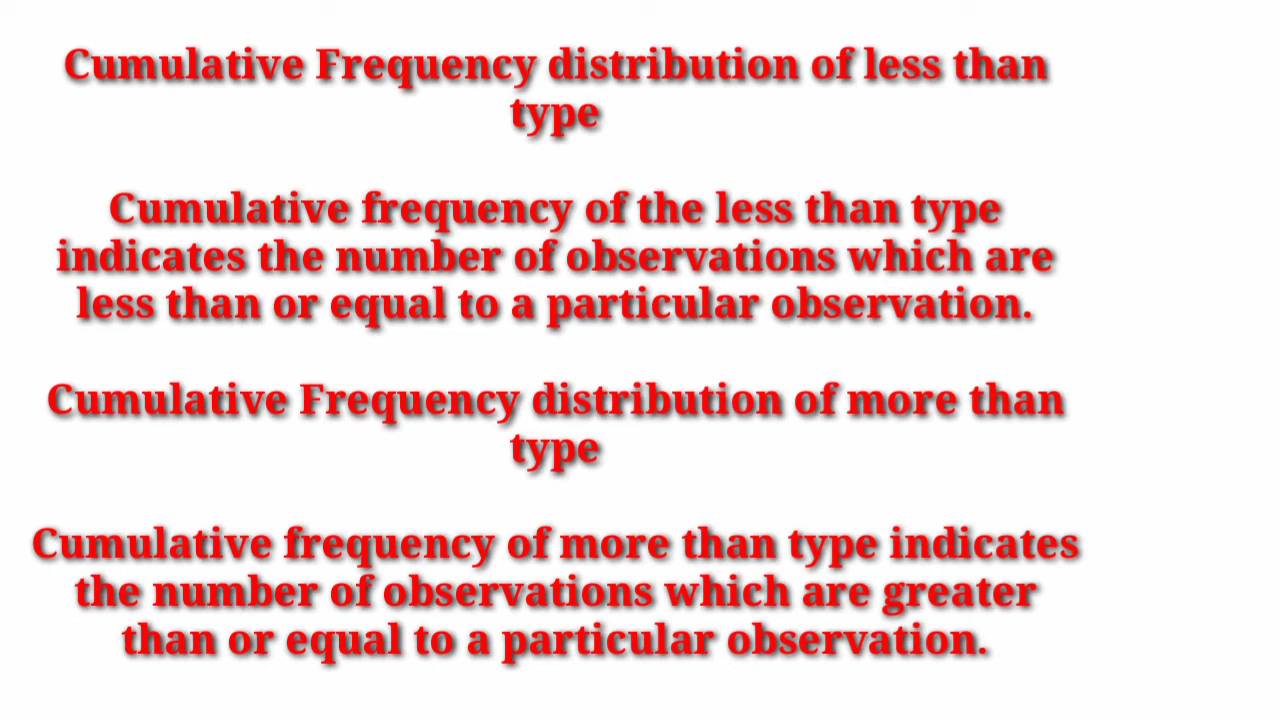 Cumulative Frequency distribution of less than
type
Cumulative frequency of the less than type
indicates the number of observations which are
less than or equal to a particular observation.
Cumulative Frequency distribution of more than
type
Cumulative frequency of more than type indicates
the number of observations which are greater
than or equal to a particular observation.